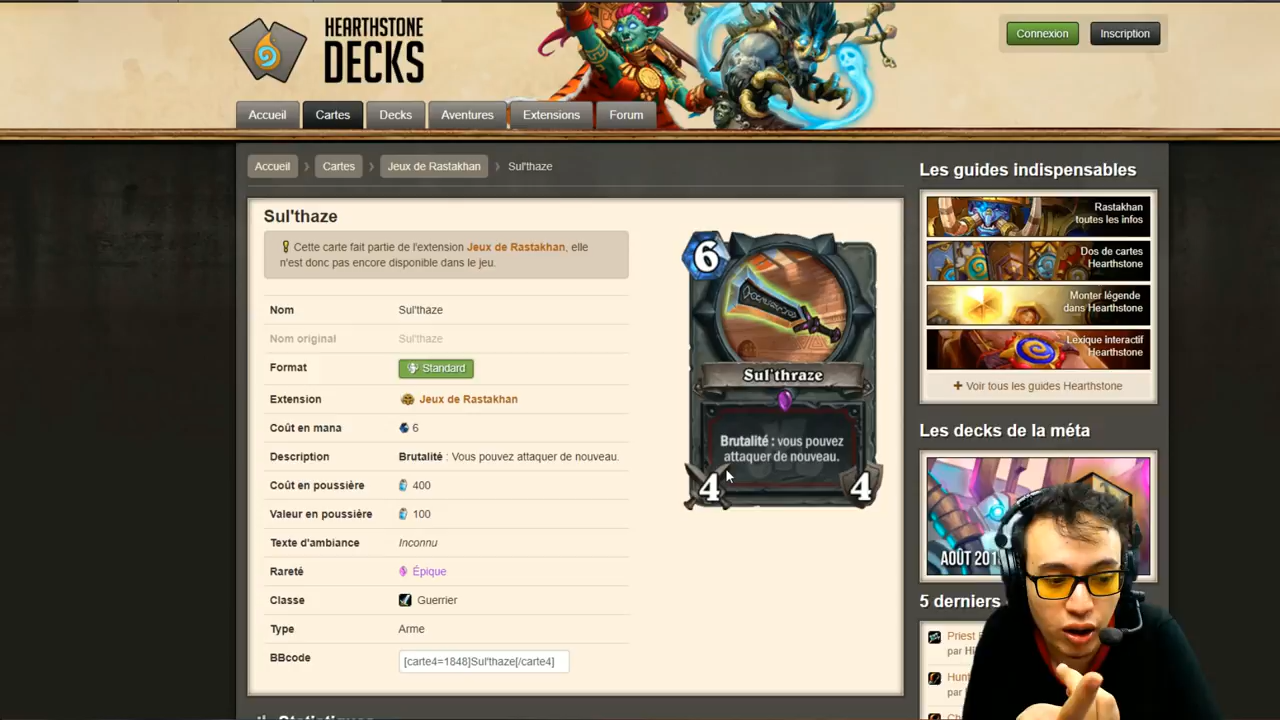 HEARTHSTONE
DECKS
Connexion
Inscription
Accueil
Cartes
Decks
Aventures
Extensions
Forum
Accueil
Cartes
Jeux de Rastakhan
Sul'thaze
Sul'thaze
Cette carte fait partie de l'extension Jeux de Rastakhan, elle
n'est donc pas encore disponible dans le jeu.
Nom Sul'thaze
Nom original Sul'thaze
Format Standard
Extension Jeux de Rastakhan
Coût en mana 6
Description Brutalité : Vous pouvez attaquer de nouveau.
Coût en poussière 400
Valeur en poussière 100
Texte d'ambiance Inconnu
Rareté Épique
Classe Guerrier
Type Arme
BBcode [carte4=1848]Sul'thaze[/carte4]
6
Sul'thraze
Brutalité : vous pouvez
attaquer de nouveau.
4
4
Les guides indispensables
Rastakhan
toutes les infos
Dos de cartes
Hearthstone
Monter légende
dans Hearthstone
Lexique interactif
Hearthstone
+ Voir tous les guides Hearthstone
Les decks de la méta
AOÛT 201
5 derniers
Priest
par
Hunt
par